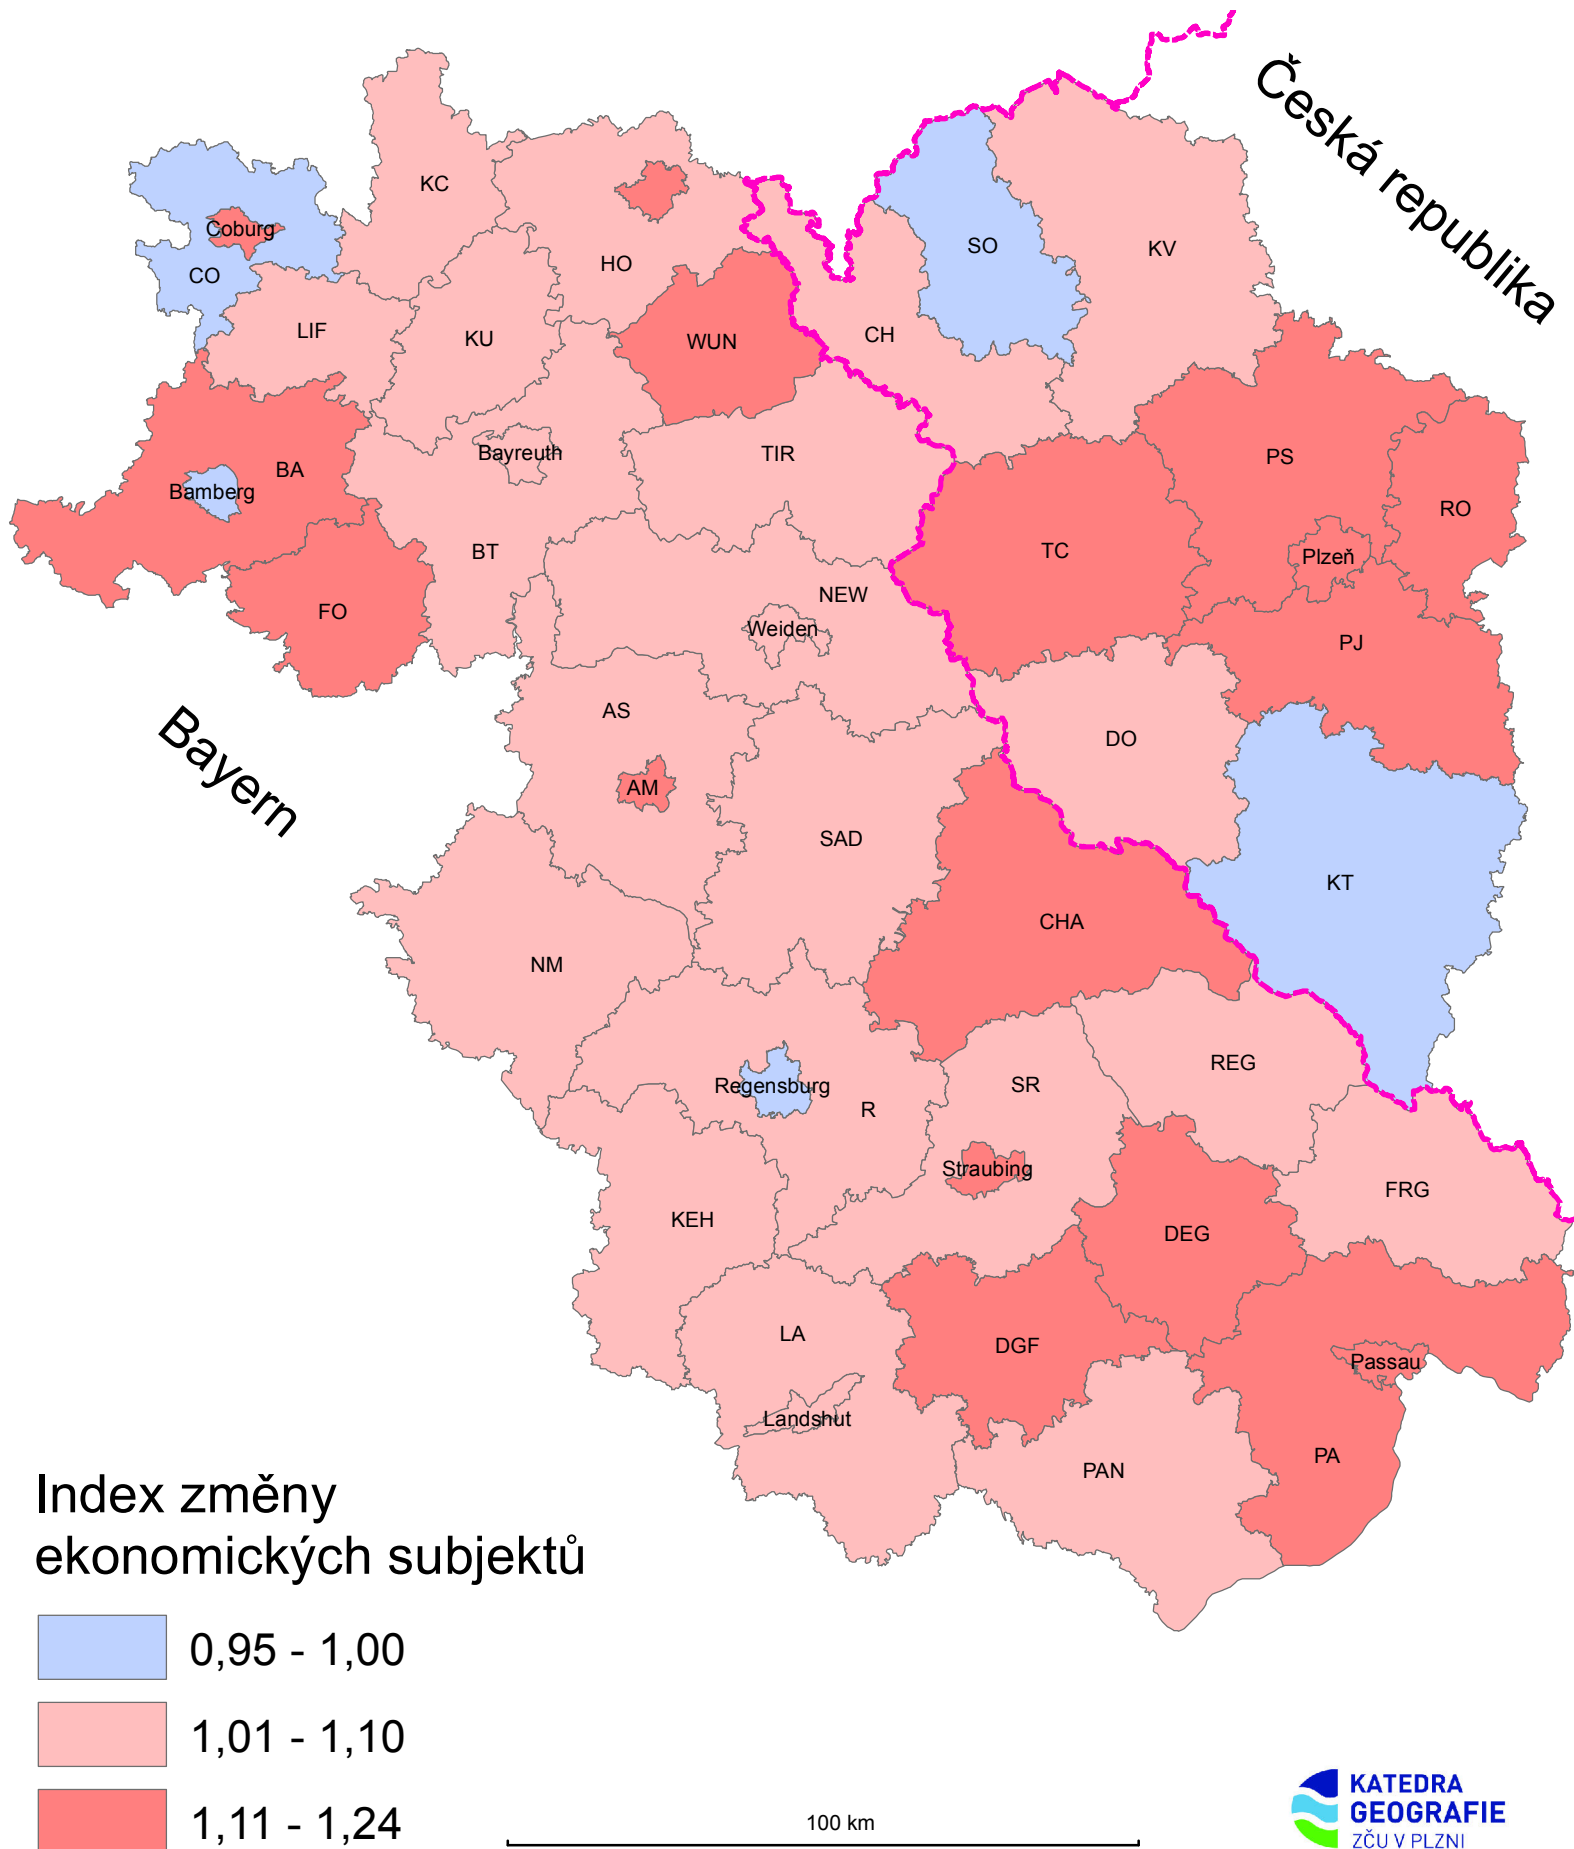 Česká republika
KC
Coburg
CO
HO
SO
KV
LIF
KU
WUN
CH
BA
Bamberg
Bayreuth
TIR
PS
RO
BT
TC
Plzeň
FO
NEW
Weiden
PJ
Bayern
AS
DO
AM
SAD
KT
CHA
NM
REG
Regensburg
R
SR
Straubing
FRG
KEH
DEG
LA
DGF
Passau
Landshut
PAN
PA
Index změny
ekonomických subjektů
0,95 - 1,00
1,01 - 1,10
1,11 - 1,24
100 km
KATEDRA
GEOGRAFIE
ZČU V PLZNI